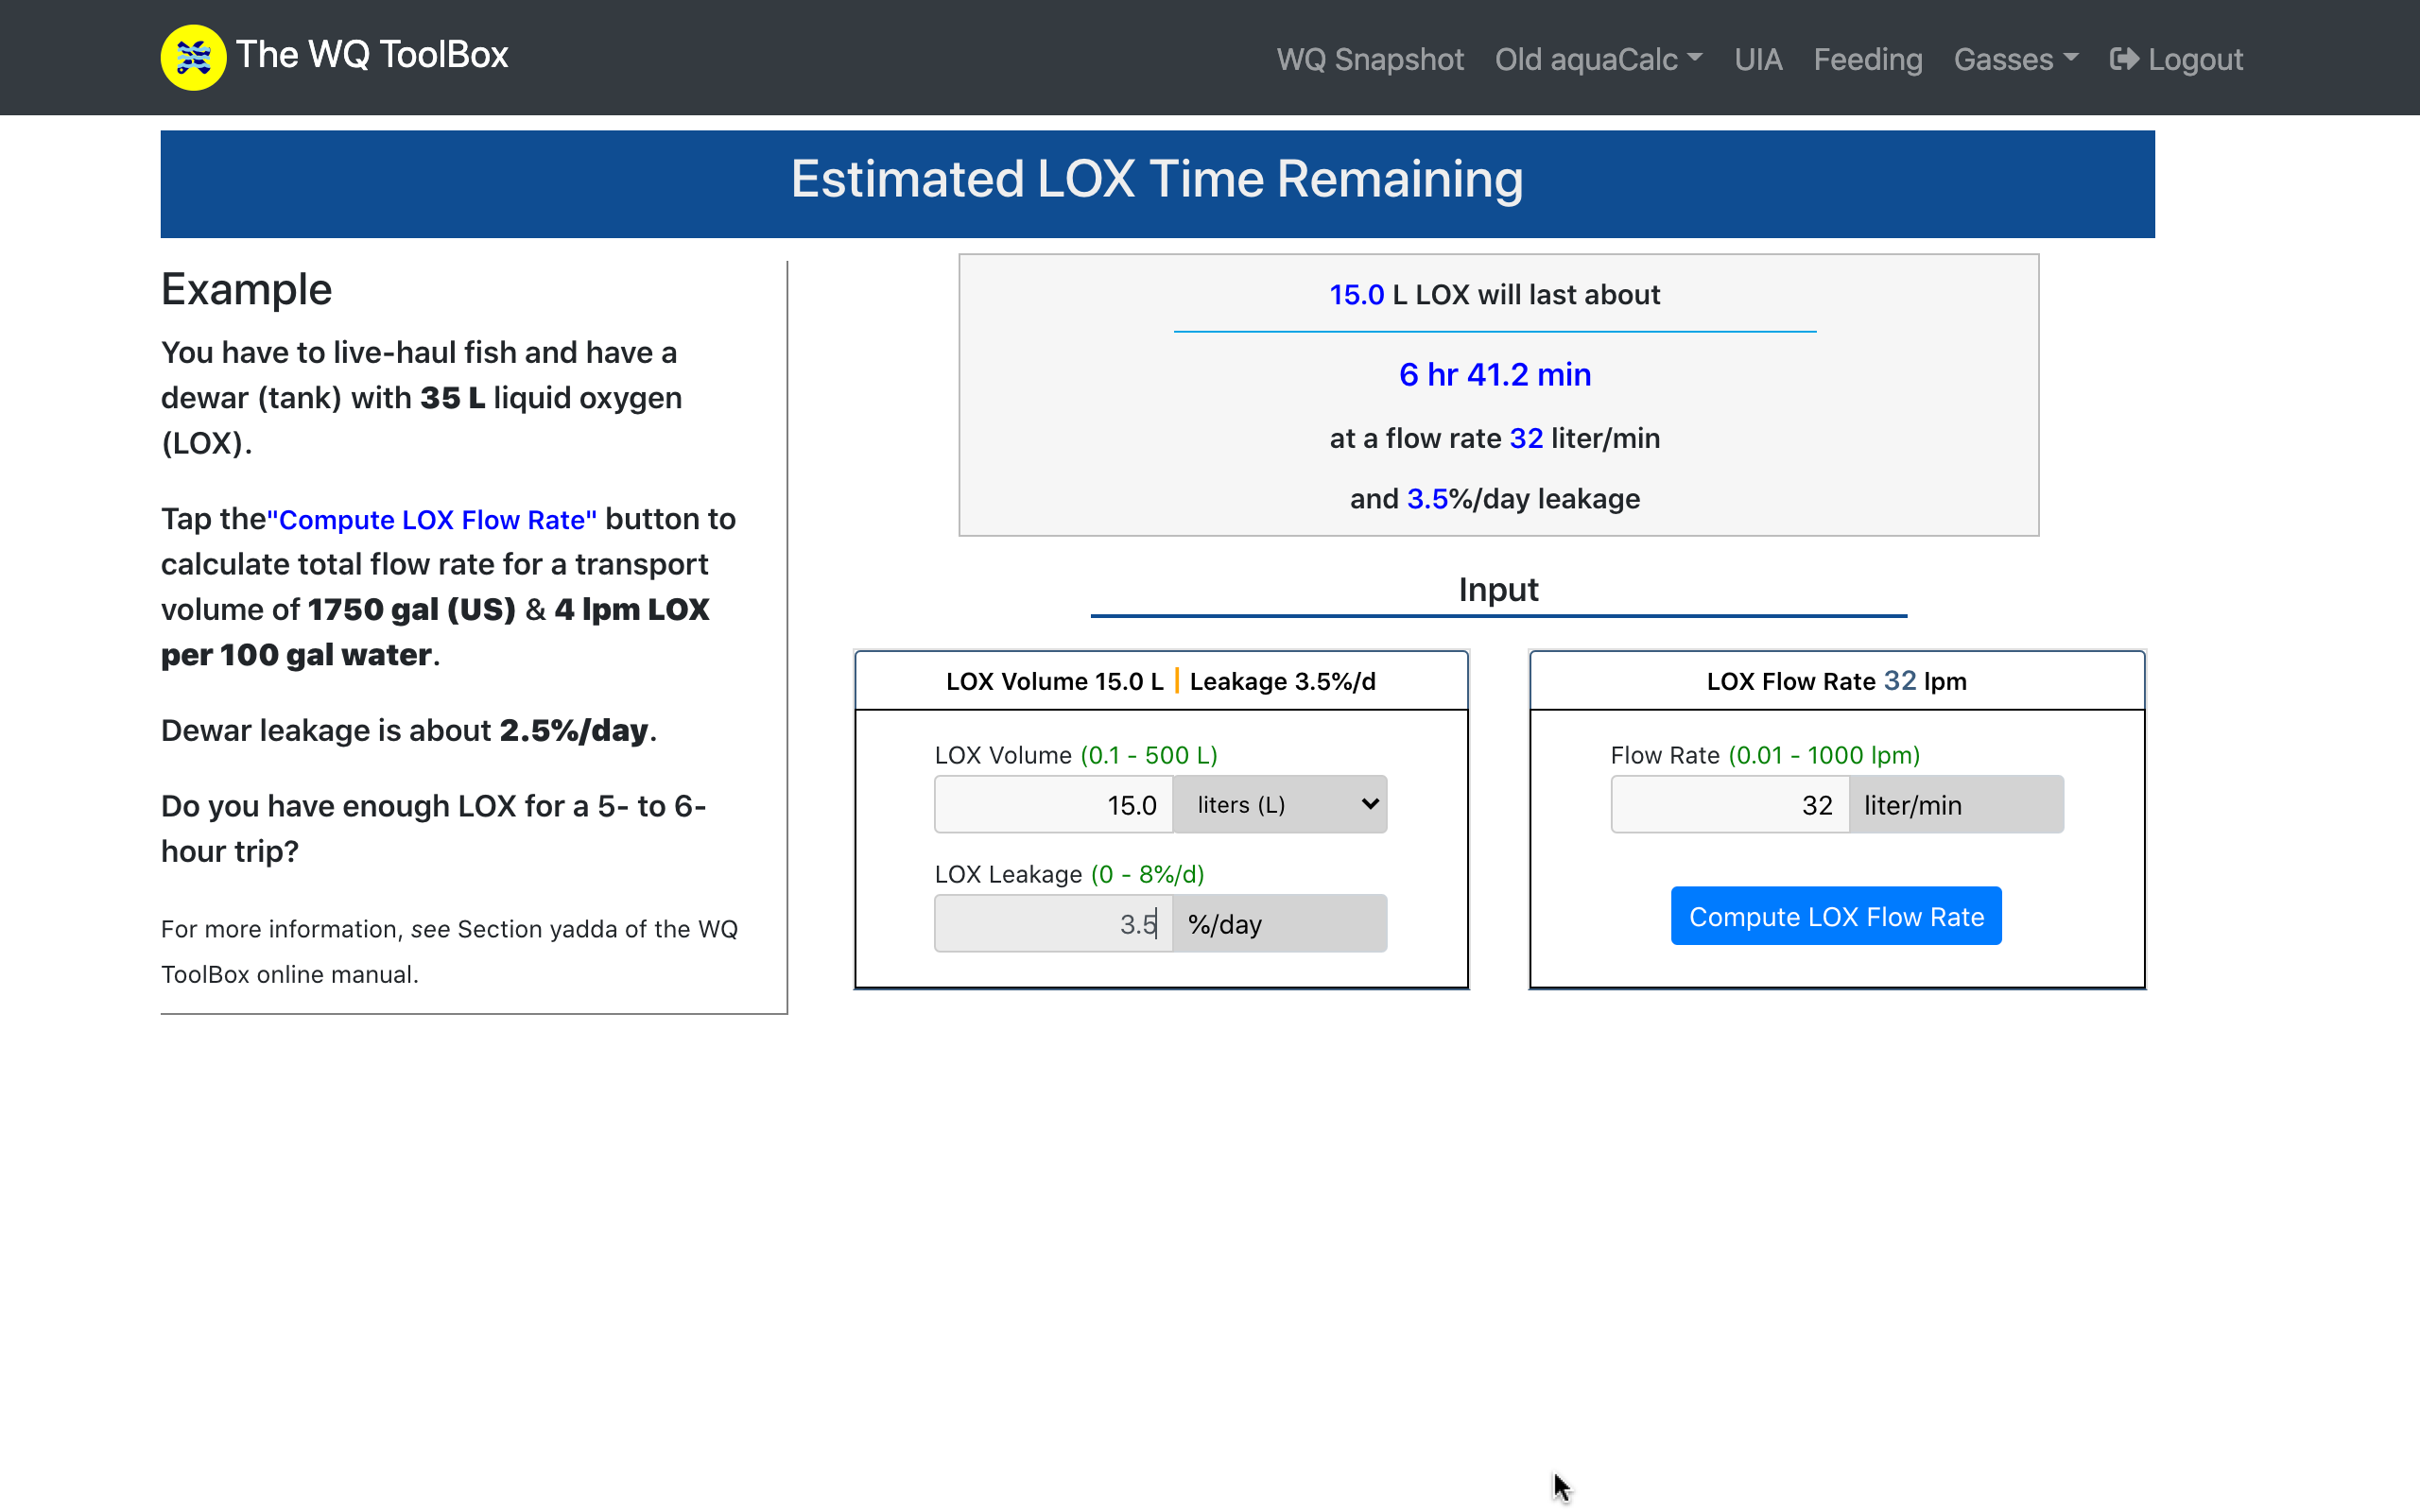 The WQ ToolBox
WQ Snapshot Old aquaCalc UIA Feeding Gasses Logout
Estimated LOX Time Remaining
Example
You have to live-haul fish and have a
dewar (tank) with 35 L liquid oxygen
(LOX).
Tap the"Compute LOX Flow Rate" button to
calculate total flow rate for a transport
volume of 1750 gal (US) & 4 lpm LOX
per 100 gal water.
Dewar leakage is about 2.5%/day.
Do you have enough LOX for a 5- to 6-
hour trip?
For more information, see Section yadda of the WQ
ToolBox online manual.
15.0 L LOX will last about
6 hr 41.2 min
at a flow rate 32 liter/min
and 3.5%/day leakage
Input
LOX Volume 15.0 L | Leakage 3.5%/d
LOX Volume (0.1 - 500 L)
15.0 liters (L)
LOX Leakage (0 - 8%/d)
3.5 %/day
LOX Flow Rate 32 lpm
Flow Rate (0.01 - 1000 lpm)
32 liter/min
Compute LOX Flow Rate